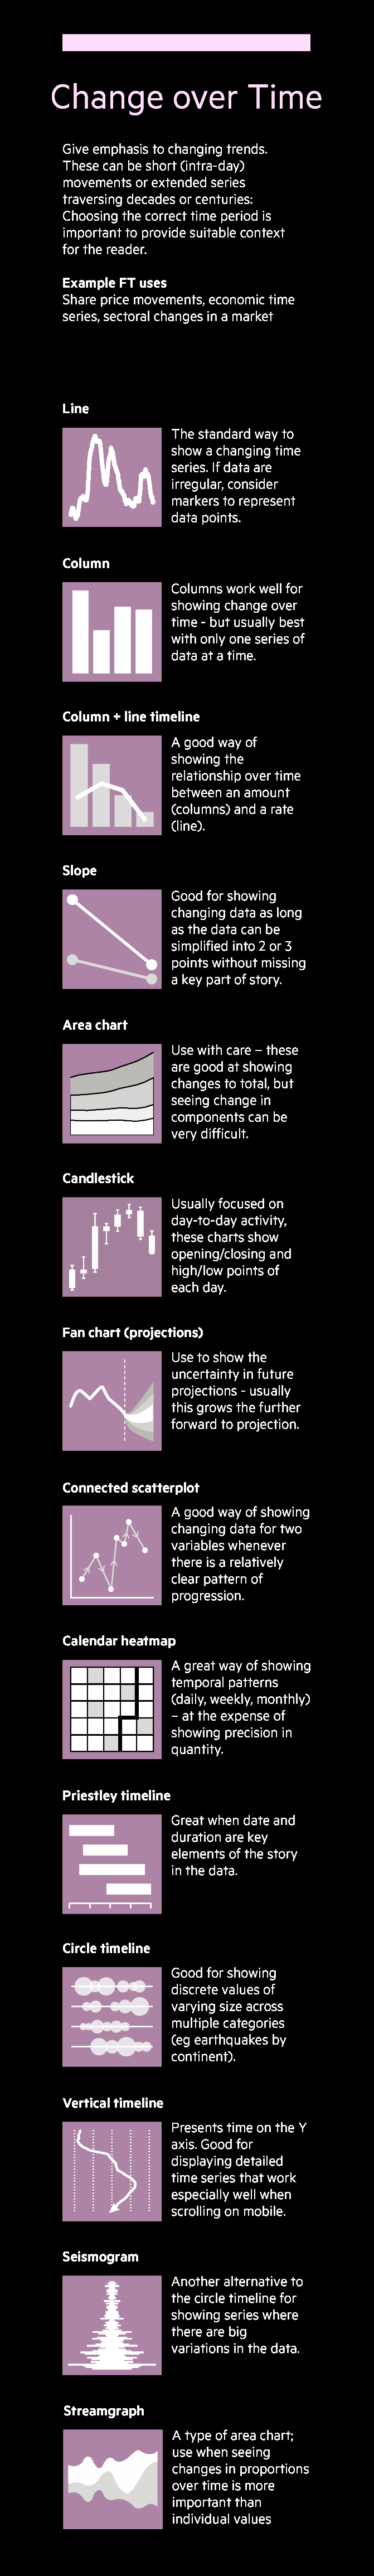 Change over Time
Give emphasis to changing trends.
These can be short (intra-day)
movements or extended series
traversing decades or centuries:
Choosing the correct time period is
important to provide suitable context
for the reader.
Example FT uses
Share price movements, economic time
series, sectoral changes in a market
Line
The standard way to
show a changing time
series. If data are
irregular, consider
markers to represent
data points.
Column
Columns work well for
showing change over
time - but usually best
with only one series of
data at a time.
Column + line timeline
A good way of
showing the
relationship over time
between an amount
(columns) and a rate
(line).
Slope
Good for showing
changing data as long
as the data can be
simplified into 2 or 3
points without missing
a key part of story.
Area chart
Use with care – these
are good at showing
changes to total, but
seeing change in
components can be
very difficult.
Candlestick
Usually focused on
day-to-day activity,
these charts show
opening/closing and
high/low points of
each day.
Fan chart (projections)
Use to show the
uncertainty in future
projections - usually
this grows the further
forward to projection.
Connected scatterplot
A good way of showing
changing data for two
variables whenever
there is a relatively
clear pattern of
progression.
Calendar heatmap
A great way of showing
temporal patterns
(daily, weekly, monthly)
– at the expense of
showing precision in
quantity.
Priestley timeline
Great when date and
duration are key
elements of the story
in the data.
Circle timeline
Good for showing
discrete values of
varying size across
multiple categories
(eg earthquakes by
continent).
Vertical timeline
Presents time on the Y
axis. Good for
displaying detailed
time series that work
especially well when
scrolling on mobile.
Seismogram
Another alternative to
the circle timeline for
showing series where
there are big
variations in the data.
Streamgraph
A type of area chart;
use when seeing
changes in proportions
over time is more
important than
individual values